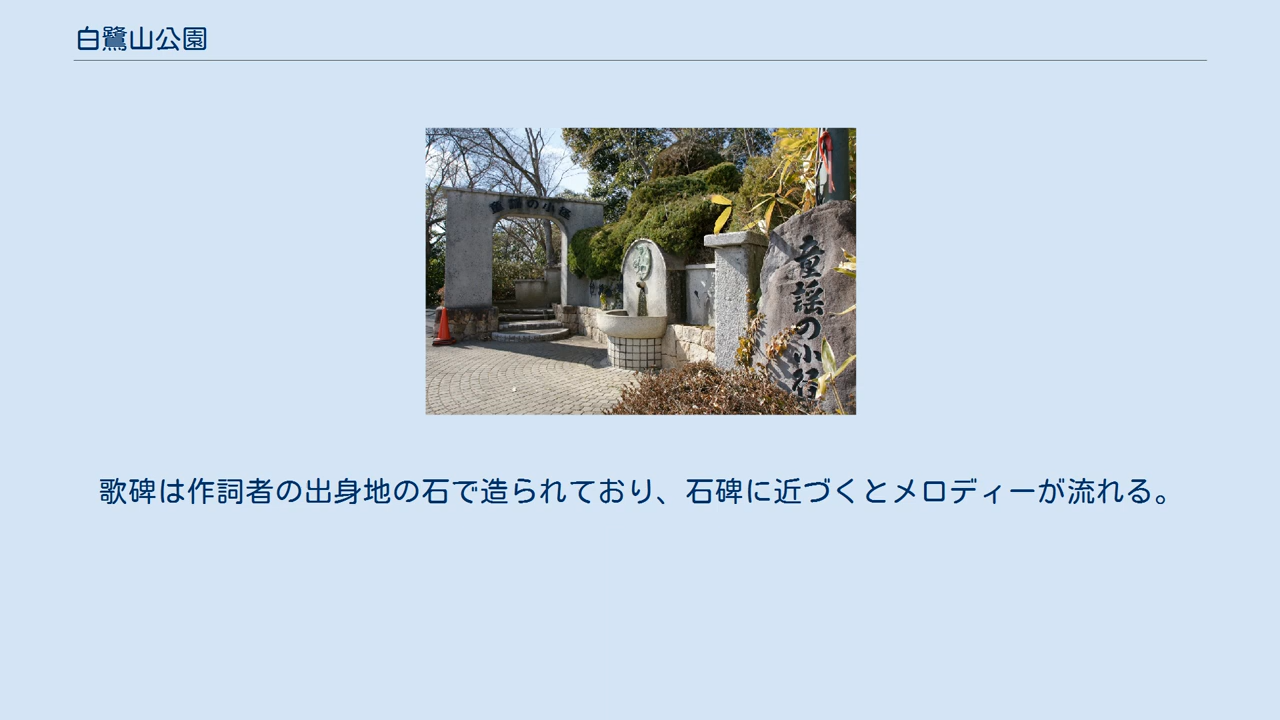 白鷺山公園
童謡の小径
童謡の小径
歌碑は作詞者の出身地の石で造られており、石碑に近づくとメロディーが流れる。